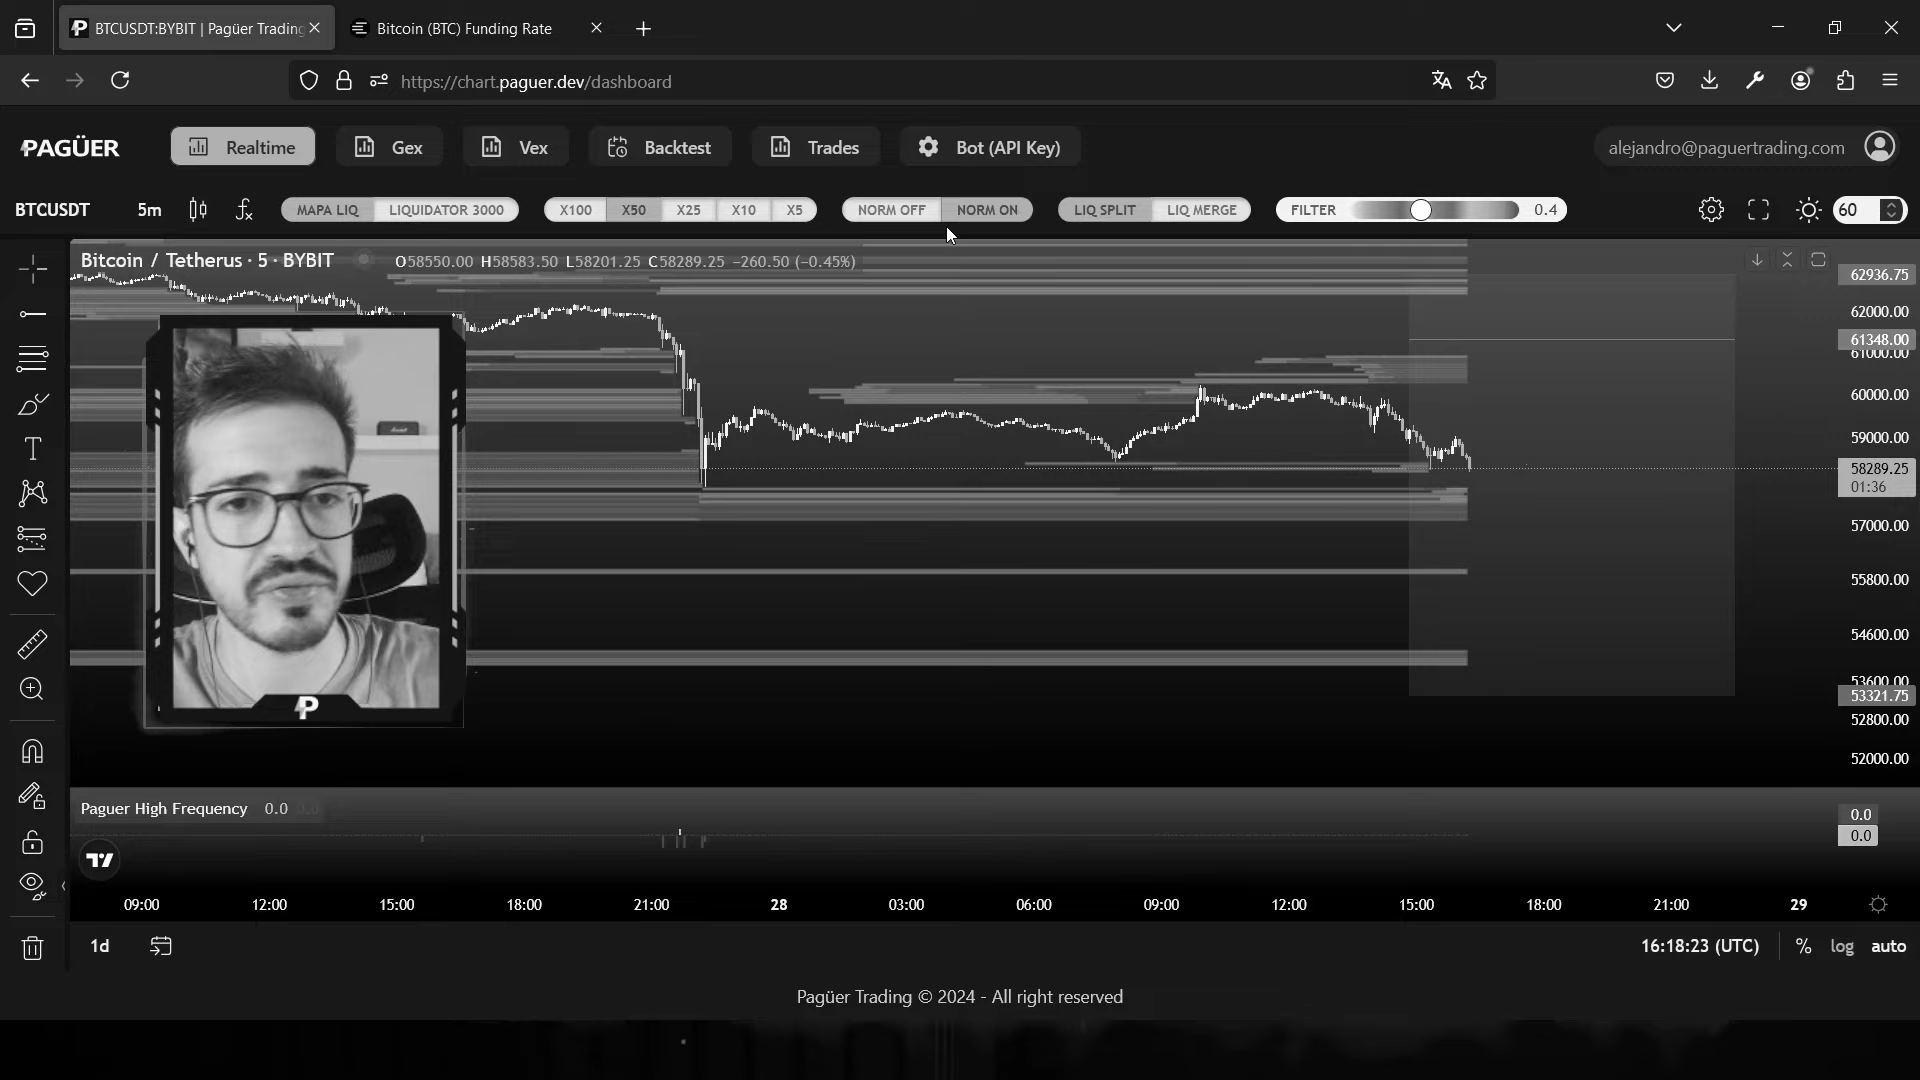 BTCUSDT:BYBIT | Pagüer Trading
Bitcoin (BTC) Funding Rate
https://chart.paguer.dev/dashboard
PAGÜER
Realtime
Gex
Vex
Backtest
Trades
Bot (API Key)
alejandro@paguertrading.com
BTCUSDT
5m
MAPA LIQ
LIQUIDATOR 3000
X100
X50
X25
X10
X5
NORM OFF
NORM ON
LIQ SPLIT
LIQ MERGE
FILTER
0.4
60
Bitcoin / Tetherus · 5 · BYBIT
O58550.00 H58583.50 L58201.25 C58289.25 −260.50 (−0.45%)
62936.75
62000.00
61348.00
61000.00
60000.00
59000.00
58289.25
01:36
57000.00
55800.00
54600.00
53600.00
53321.75
52800.00
52000.00
Paguer High Frequency 0.0 0.0
0.0
0.0
09:00
12:00
15:00
18:00
21:00
28
03:00
06:00
09:00
12:00
15:00
18:00
21:00
29
1d
16:18:23 (UTC)
%
log
auto
Pagüer Trading © 2024 - All right reserved